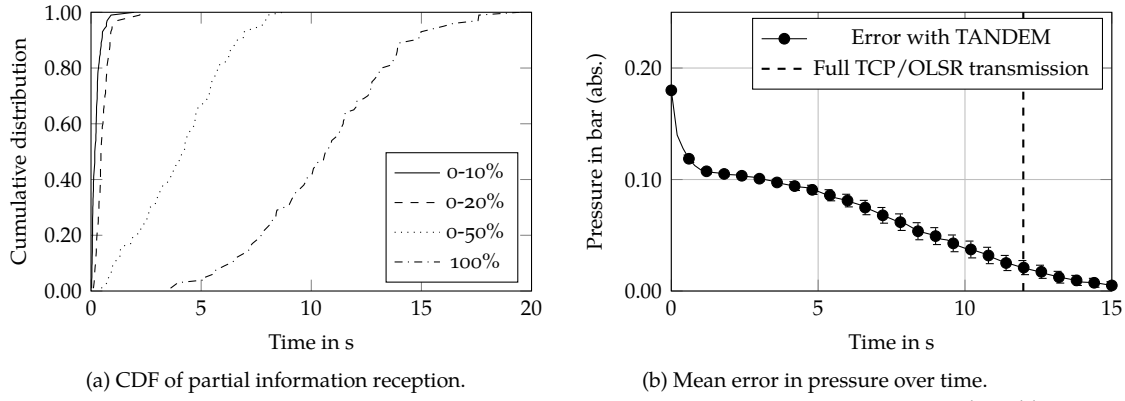 1.00
0.80
0.60
0.40
0.20
0.00
Cumulative distribution
0-10%
0-20%
0-50%
100%
0 5 10 15 20
Time in s
(a) CDF of partial information reception.
Error with TANDEM
Full TCP/OLSR transmission
0.20
0.10
0.00
Pressure in bar (abs.)
0 5 10 15
Time in s
(b) Mean error in pressure over time.